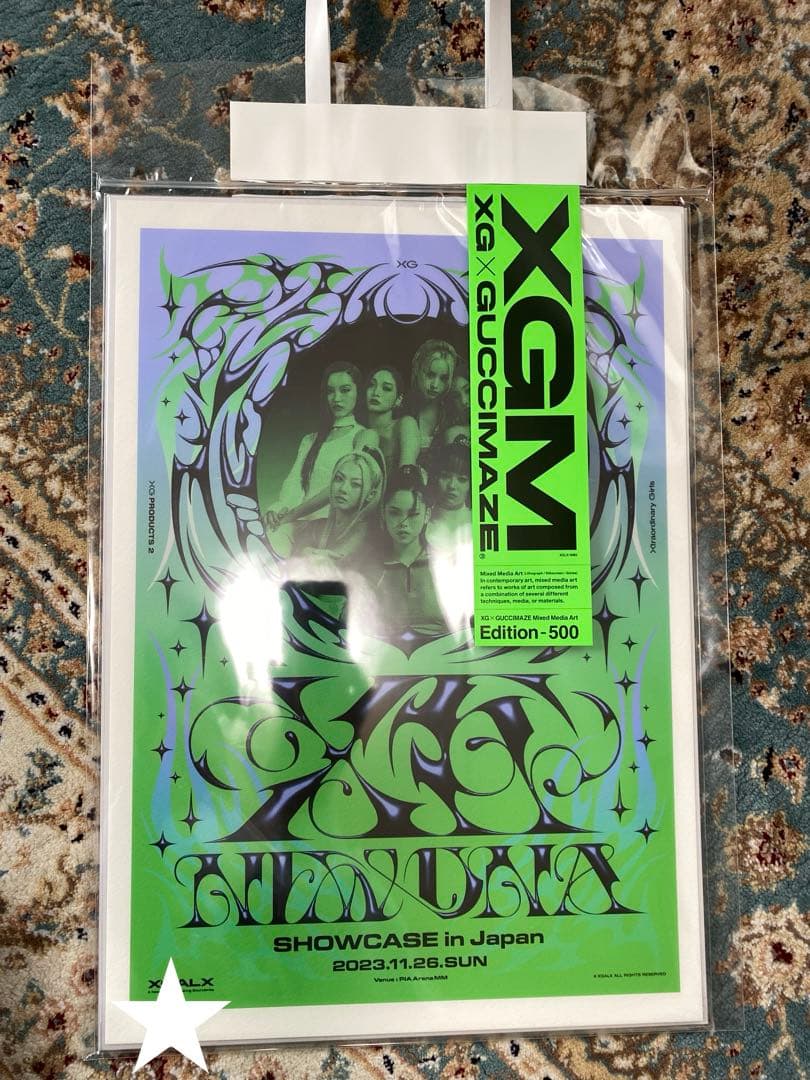 XG
XGM
XG×GUCCIMAZE®
Mixed Media Art
In contemporary art, mixed media art
refers to works of art composed from
a combination of several different
techniques, media, or materials.
XG×GUCCIMAZE Mixed Media Art
Edition-500
XG PRODUCTS 2
Xtraordinary Girls
NEW DNA
SHOWCASE in Japan
2023.11.26.SUN
Venue : PIA Arena MM
XGALX
# XGALX ALL RIGHTS RESERVED